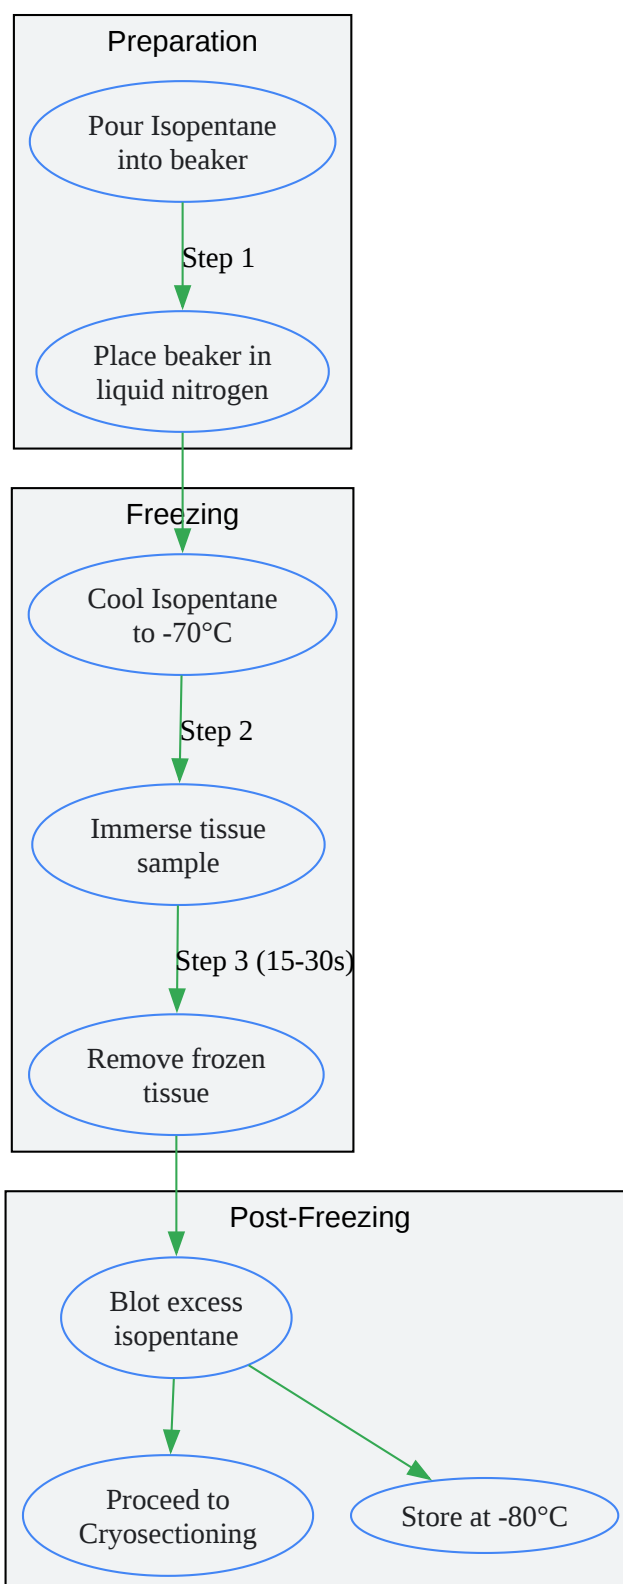 Preparation
Pour Isopentane
into beaker
Step 1
Place beaker in
liquid nitrogen
Freezing
Cool Isopentane
to -70°C
Step 2
Immerse tissue
sample
Step 3 (15-30s)
Remove frozen
tissue
Post-Freezing
Blot excess
isopentane
Proceed to
Cryosectioning
Store at -80°C